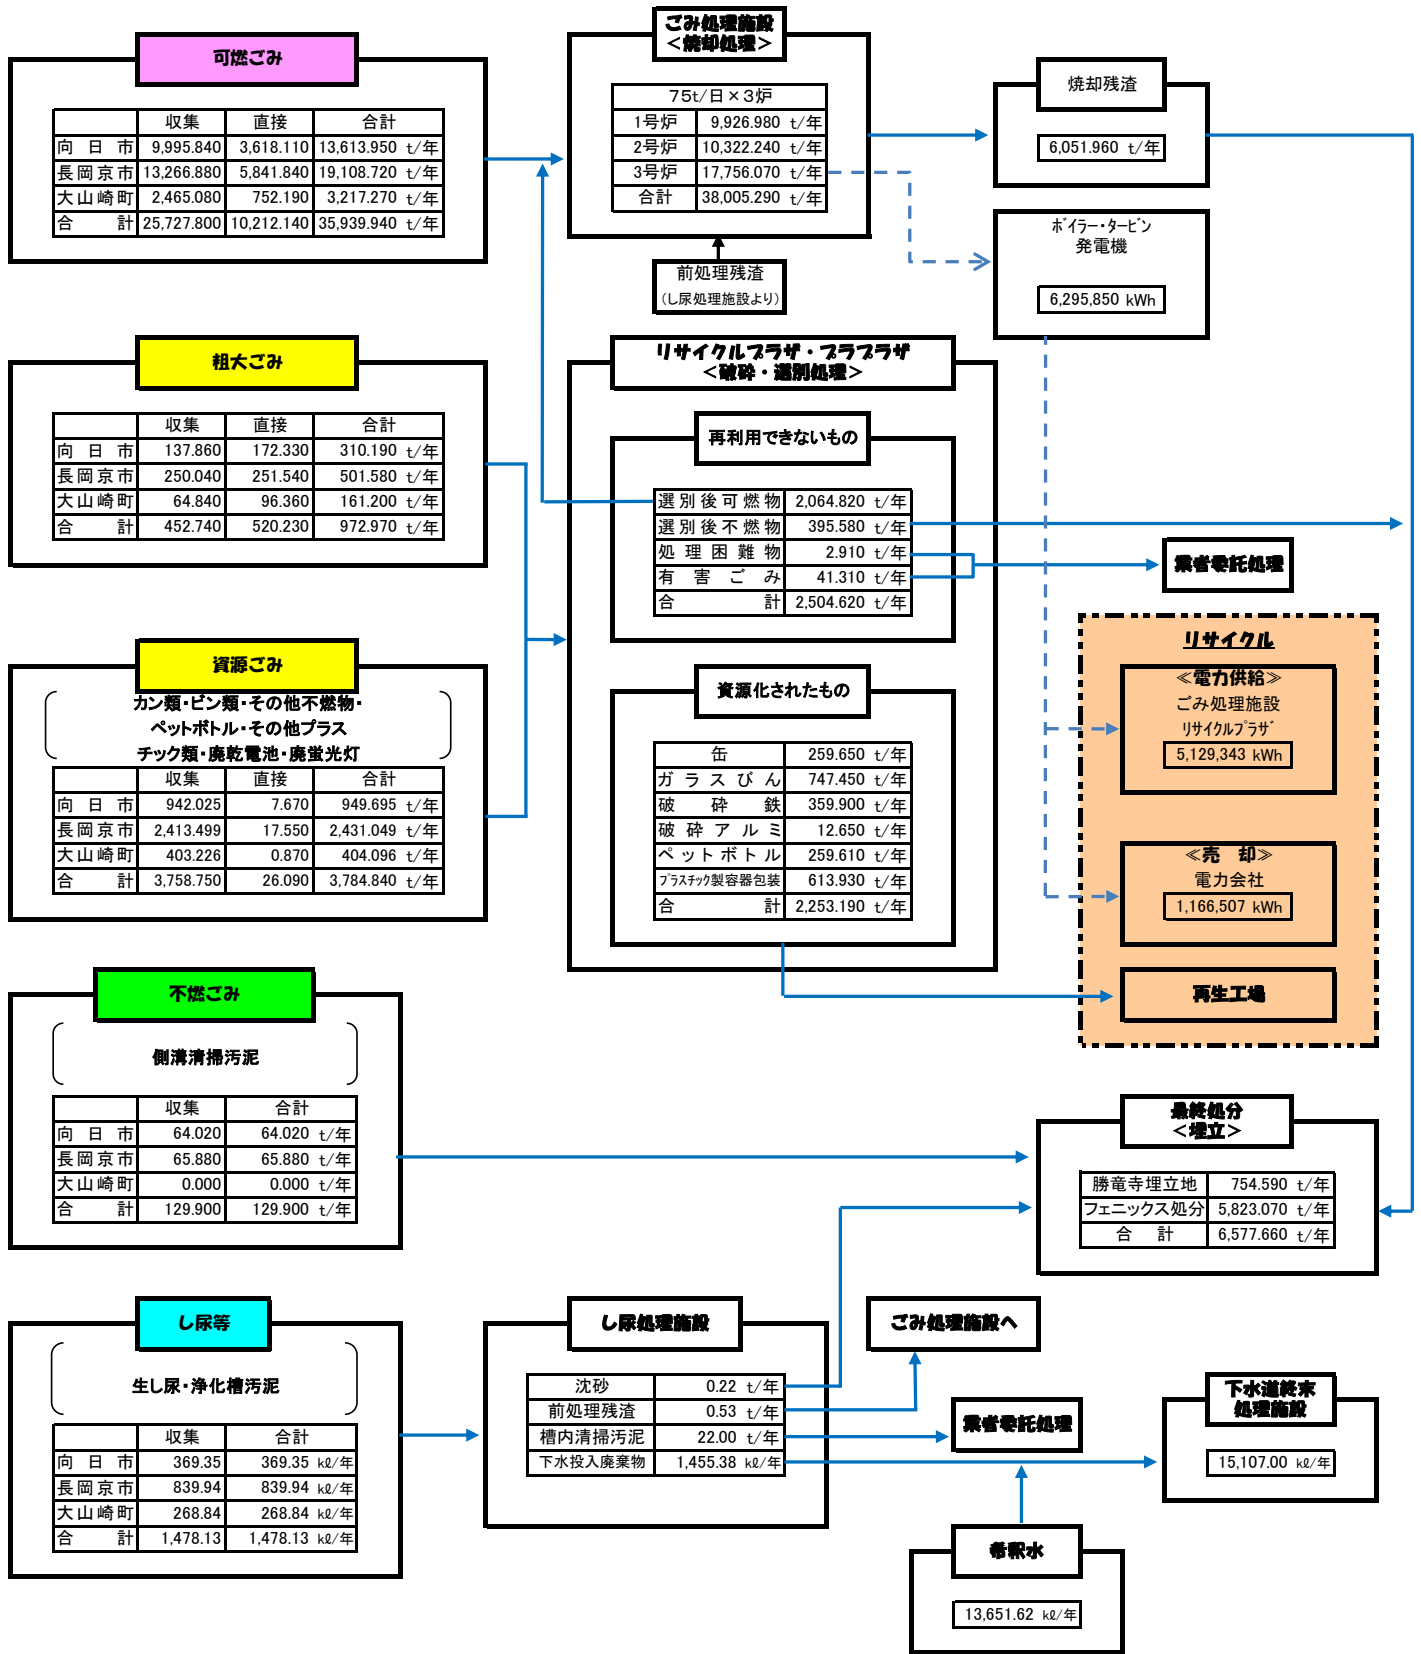 可燃ごみ
収集 直接 合計
向日市 9,995.840 3,618.110 13,613.950 t/年
長岡京市 13,266.880 5,841.840 19,108.720 t/年
大山崎町 2,465.080 752.190 3,217.270 t/年
合計 25,727.800 10,212.140 35,939.940 t/年
ごみ処理施設
＜焼却処理＞
75t/日×3炉
1号炉 9,926.980 t/年
2号炉 10,322.240 t/年
3号炉 17,756.070 t/年
合計 38,005.290 t/年
前処理残渣
(し尿処理施設より)
焼却残渣
6,051.960 t/年
ボイラー・タービン
発電機
6,295,850 kWh
粗大ごみ
収集 直接 合計
向日市 137.860 172.330 310.190 t/年
長岡京市 250.040 251.540 501.580 t/年
大山崎町 64.840 96.360 161.200 t/年
合計 452.740 520.230 972.970 t/年
リサイクルプラザ・プラプラザ
＜破砕・選別処理＞
再利用できないもの
選別後可燃物 2,064.820 t/年
選別後不燃物 395.580 t/年
処理困難物 2.910 t/年
有害ごみ 41.310 t/年
合計 2,504.620 t/年
業者委託処理
資源ごみ
カン類・ビン類・その他不燃物・
ペットボトル・その他プラス
チック類・廃乾電池・廃蛍光灯
収集 直接 合計
向日市 942.025 7.670 949.695 t/年
長岡京市 2,413.499 17.550 2,431.049 t/年
大山崎町 403.226 0.870 404.096 t/年
合計 3,758.750 26.090 3,784.840 t/年
資源化されたもの
缶 259.650 t/年
ガラスびん 747.450 t/年
破砕鉄 359.900 t/年
破砕アルミ 12.650 t/年
ペットボトル 259.610 t/年
プラスチック製容器包装 613.930 t/年
合計 2,253.190 t/年
リサイクル
≪電力供給≫
ごみ処理施設
リサイクルプラザ
5,129,343 kWh
≪売 却≫
電力会社
1,166,507 kWh
再生工場
不燃ごみ
側溝清掃汚泥
収集 合計
向日市 64.020 64.020 t/年
長岡京市 65.880 65.880 t/年
大山崎町 0.000 0.000 t/年
合計 129.900 129.900 t/年
最終処分
＜埋立＞
勝竜寺埋立地 754.590 t/年
フェニックス処分 5,823.070 t/年
合計 6,577.660 t/年
し尿等
生し尿・浄化槽汚泥
収集 合計
向日市 369.35 369.35 kℓ/年
長岡京市 839.94 839.94 kℓ/年
大山崎町 268.84 268.84 kℓ/年
合計 1,478.13 1,478.13 kℓ/年
し尿処理施設
沈砂 0.22 t/年
前処理残渣 0.53 t/年
槽内清掃汚泥 22.00 t/年
下水投入廃棄物 1,455.38 kℓ/年
ごみ処理施設へ
業者委託処理
下水道終末
処理施設
15,107.00 kℓ/年
希釈水
13,651.62 kℓ/年